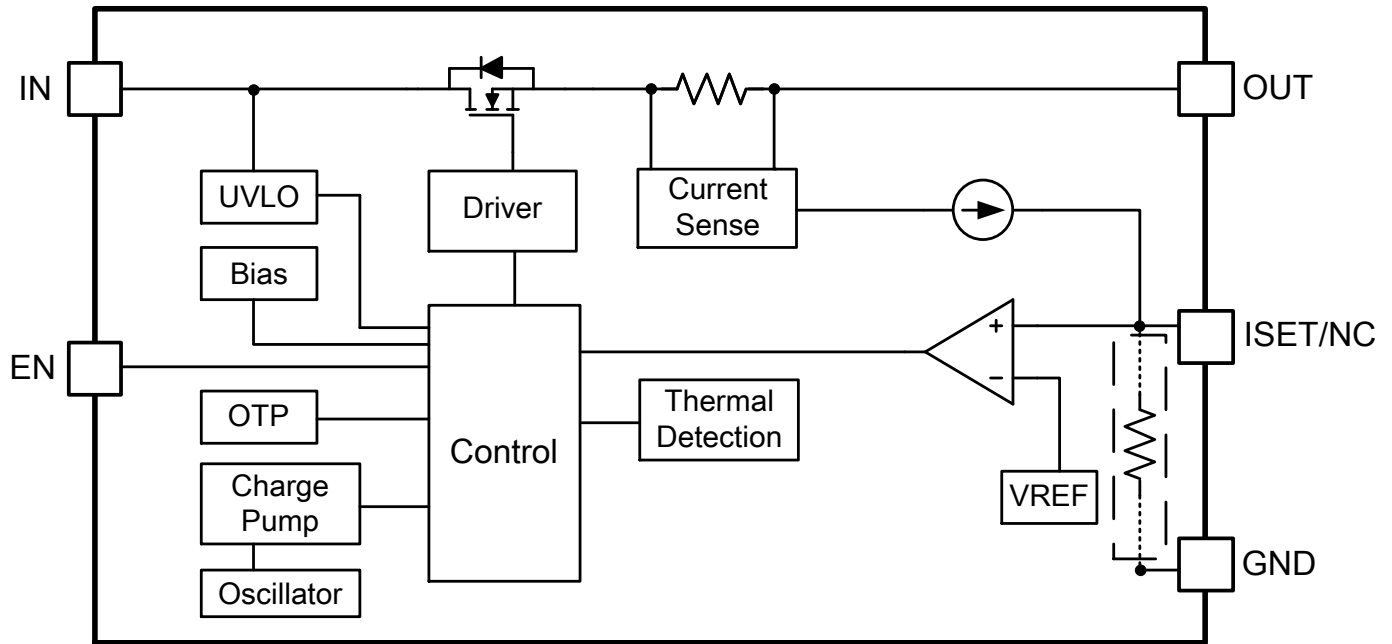 IN
OUT
UVLO
Driver
Current
Sense
Bias
+
ISET/NC
EN
−
OTP
Control
Thermal
Detection
Charge
Pump
VREF
GND
Oscillator